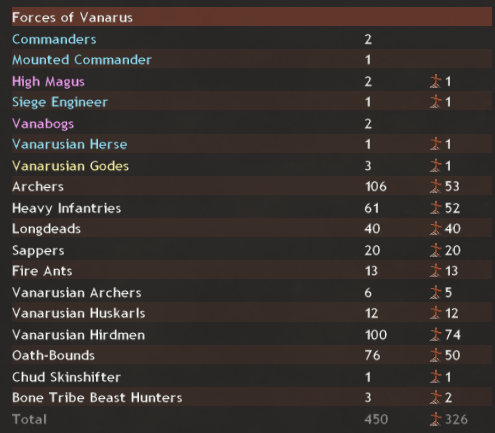 Forces of Vanarus
Commanders 2
Mounted Commander 1
High Magus 2 1
Siege Engineer 1 1
Vanabogs 2
Vanarusian Herse 1 1
Vanarusian Godes 3 1
Archers 106 53
Heavy Infantries 61 52
Longdeads 40 40
Sappers 20 20
Fire Ants 13 13
Vanarusian Archers 6 5
Vanarusian Huskarls 12 12
Vanarusian Hirdmen 100 74
Oath-Bounds 76 50
Chud Skinshifter 1 1
Bone Tribe Beast Hunters 3 2
Total 450 326